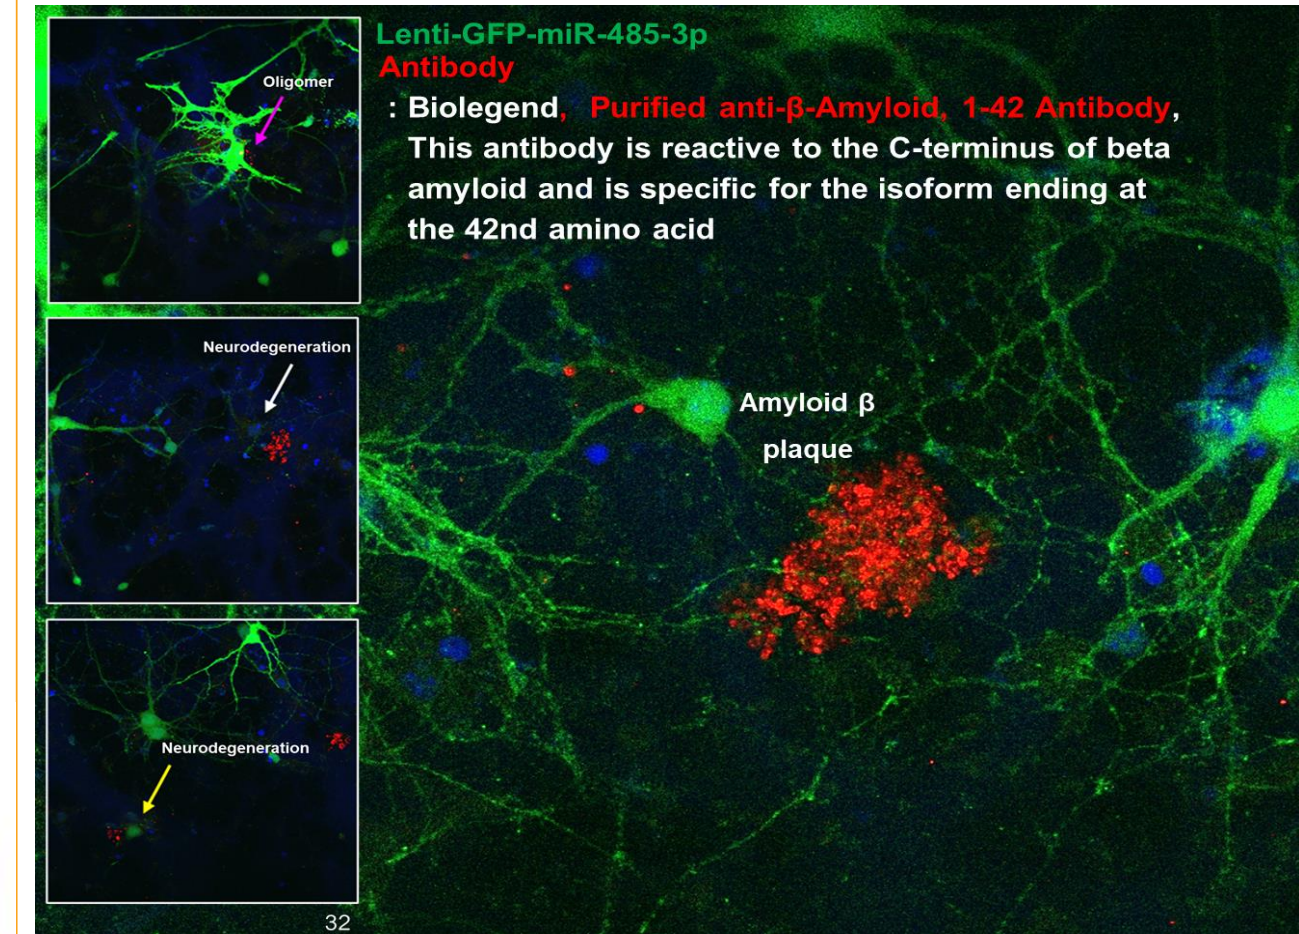 Lenti-GFP-miR-485-3p
Antibody
: Biolegend, Purified anti-β-Amyloid, 1-42 Antibody,
This antibody is reactive to the C-terminus of beta
amyloid and is specific for the isoform ending at
the 42nd amino acid
Oligomer
Neurodegeneration
Amyloid β
plaque
Neurodegeneration
32